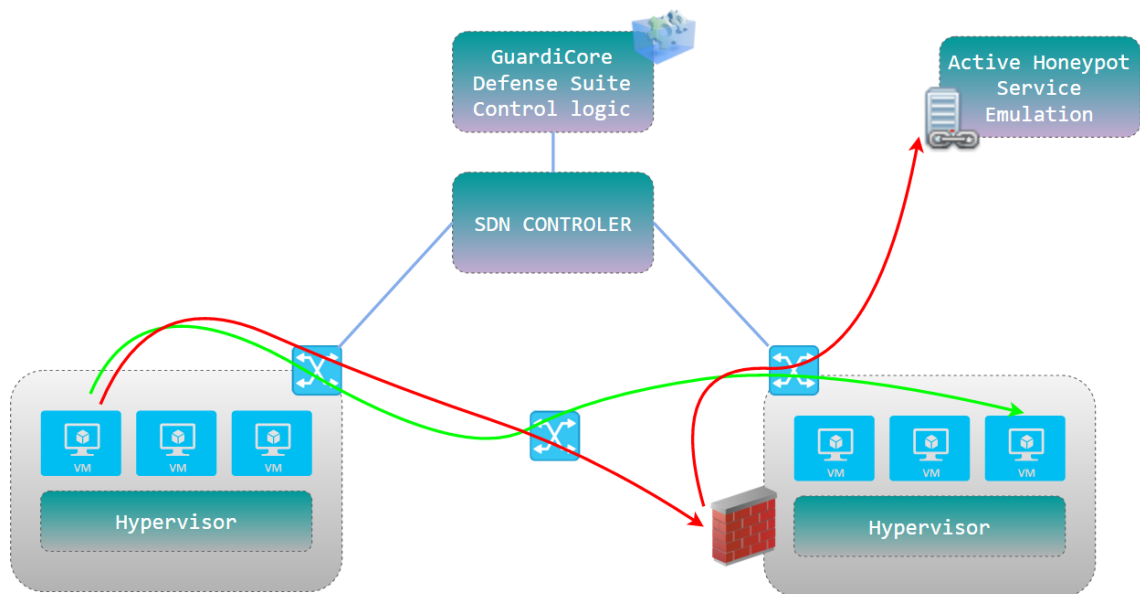 GuardiCore
Defense Suite
Control logic
Active Honeypot
Service
Emulation
SDN CONTROLER
VM
VM
VM
VM
VM
VM
Hypervisor
Hypervisor